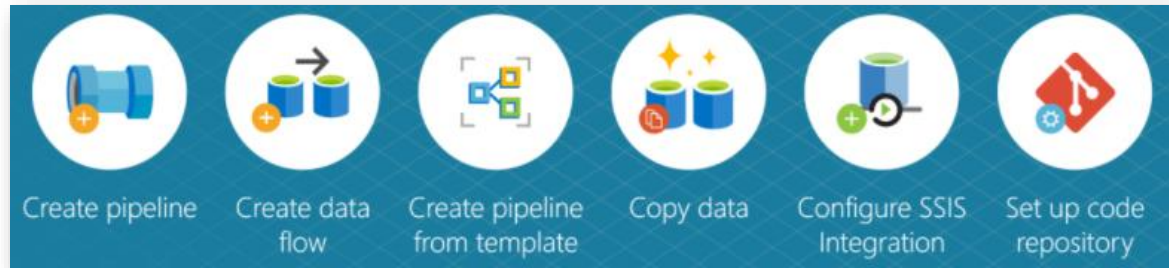 Create pipeline
Create data
flow
Create pipeline
from template
Copy data
Configure SSIS
Integration
Set up code
repository